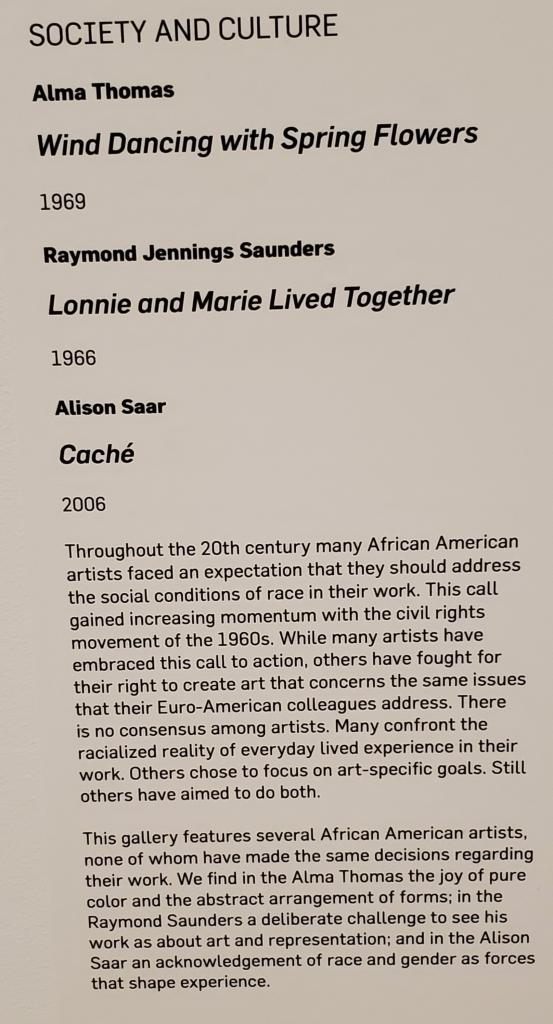 SOCIETY AND CULTURE
Alma Thomas
Wind Dancing with Spring Flowers
1969
Raymond Jennings Saunders
Lonnie and Marie Lived Together
1966
Alison Saar
Caché
2006
Throughout the 20th century many African American
artists faced an expectation that they should address
the social conditions of race in their work. This call
gained increasing momentum with the civil rights
movement of the 1960s. While many artists have
embraced this call to action, others have fought for
their right to create art that concerns the same issues
that their Euro-American colleagues address. There
is no consensus among artists. Many confront the
racialized reality of everyday lived experience in their
work. Others chose to focus on art-specific goals. Still
others have aimed to do both.
This gallery features several African American artists,
none of whom have made the same decisions regarding
their work. We find in the Alma Thomas the joy of pure
color and the abstract arrangement of forms; in the
Raymond Saunders a deliberate challenge to see his
work as about art and representation; and in the Alison
Saar an acknowledgement of race and gender as forces
that shape experience.